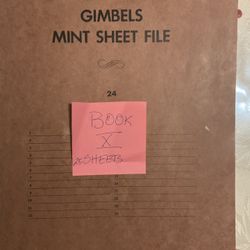 GIMBELS
MINT SHEET FILE
24
BOOK
X
SHEETS